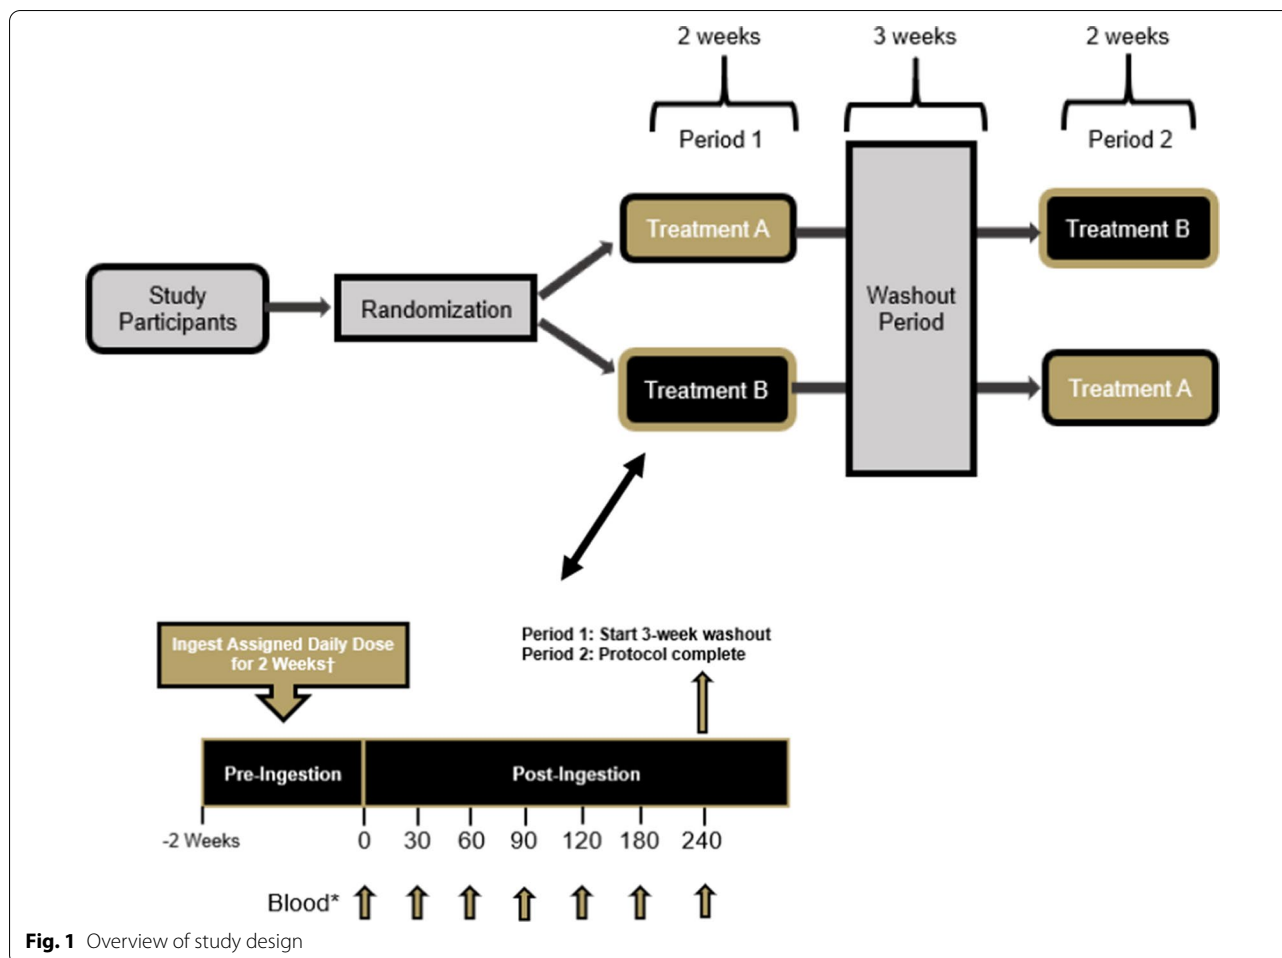 2 weeks
3 weeks
2 weeks
Period 1
Period 2
Treatment A
Treatment B
Study
Participants
Randomization
Washout
Period
Treatment B
Treatment A
Ingest Assigned Daily Dose
for 2 Weeks†
Period 1: Start 3-week washout
Period 2: Protocol complete
Pre-Ingestion
Post-Ingestion
-2 Weeks
0 30 60 90 120 180 240
Blood*
Fig. 1 Overview of study design